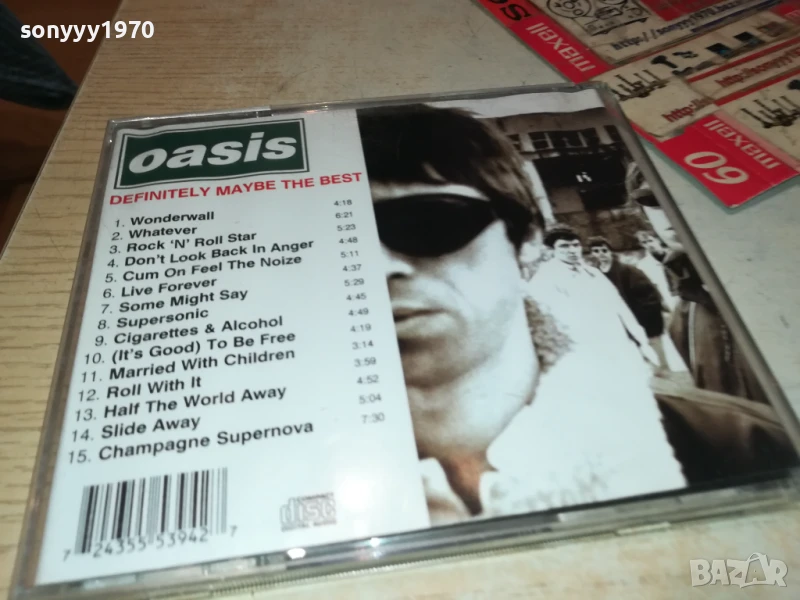 sonyyy1970
oasis
DEFINITELY MAYBE THE BEST
1. Wonderwall 4:18
2. Whatever 6:21
3. Rock 'N' Roll Star 5:23
4. Don't Look Back In Anger 4:48
5. Cum On Feel The Noize 5:11
6. Live Forever 4:37
7. Some Might Say 5:29
8. Supersonic 4:45
9. Cigarettes & Alcohol 4:49
10. (It's Good) To Be Free 4:19
11. Married With Children 3:14
12. Roll With It 3:59
13. Half The World Away 4:52
14. Slide Away 5:04
15. Champagne Supernova 7:30
7 24355 53942 7
disc
maxell
maxell
60
BAZAR